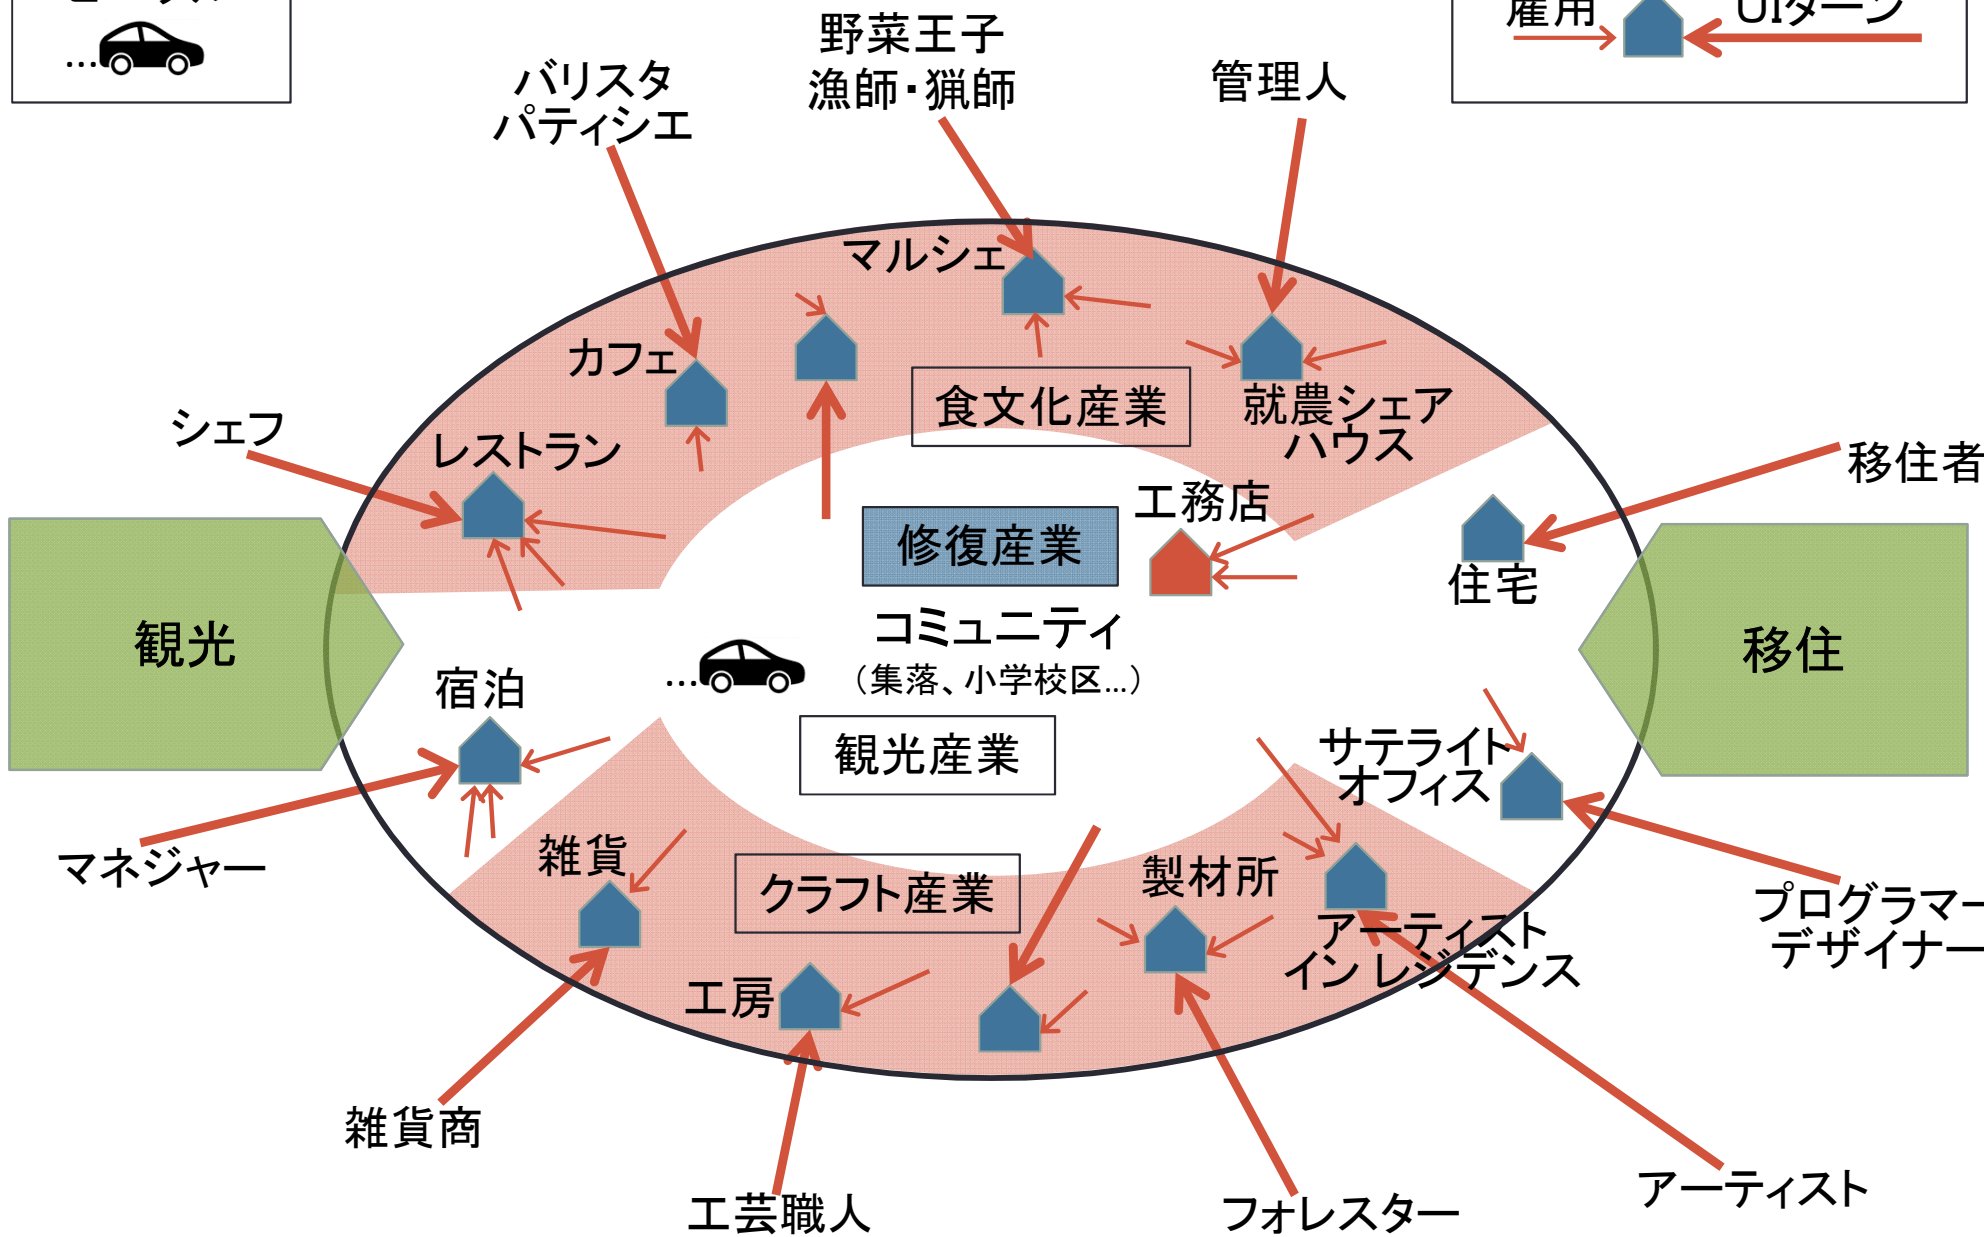 雇用
UIターン
野菜王子
漁師・猟師
バリスタ
パティシエ
管理人
マルシェ
カフェ
食文化産業
就農シェア
ハウス
シェフ
レストラン
移住者
工務店
修復産業
住宅
コミュニティ
（集落、小学校区…）
観光
移住
宿泊
観光産業
サテライト
オフィス
マネジャー
雑貨
クラフト産業
製材所
プログラマー
デザイナー
アーティスト
イン レジデンス
工房
雑貨商
工芸職人
フォレスター
アーティスト